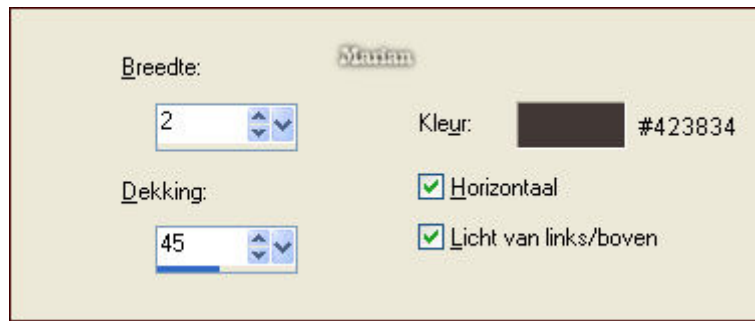 Marian
Breedte:
2
Kleur:
#423834
Dekking:
Horizontaal
45
Licht van links/boven